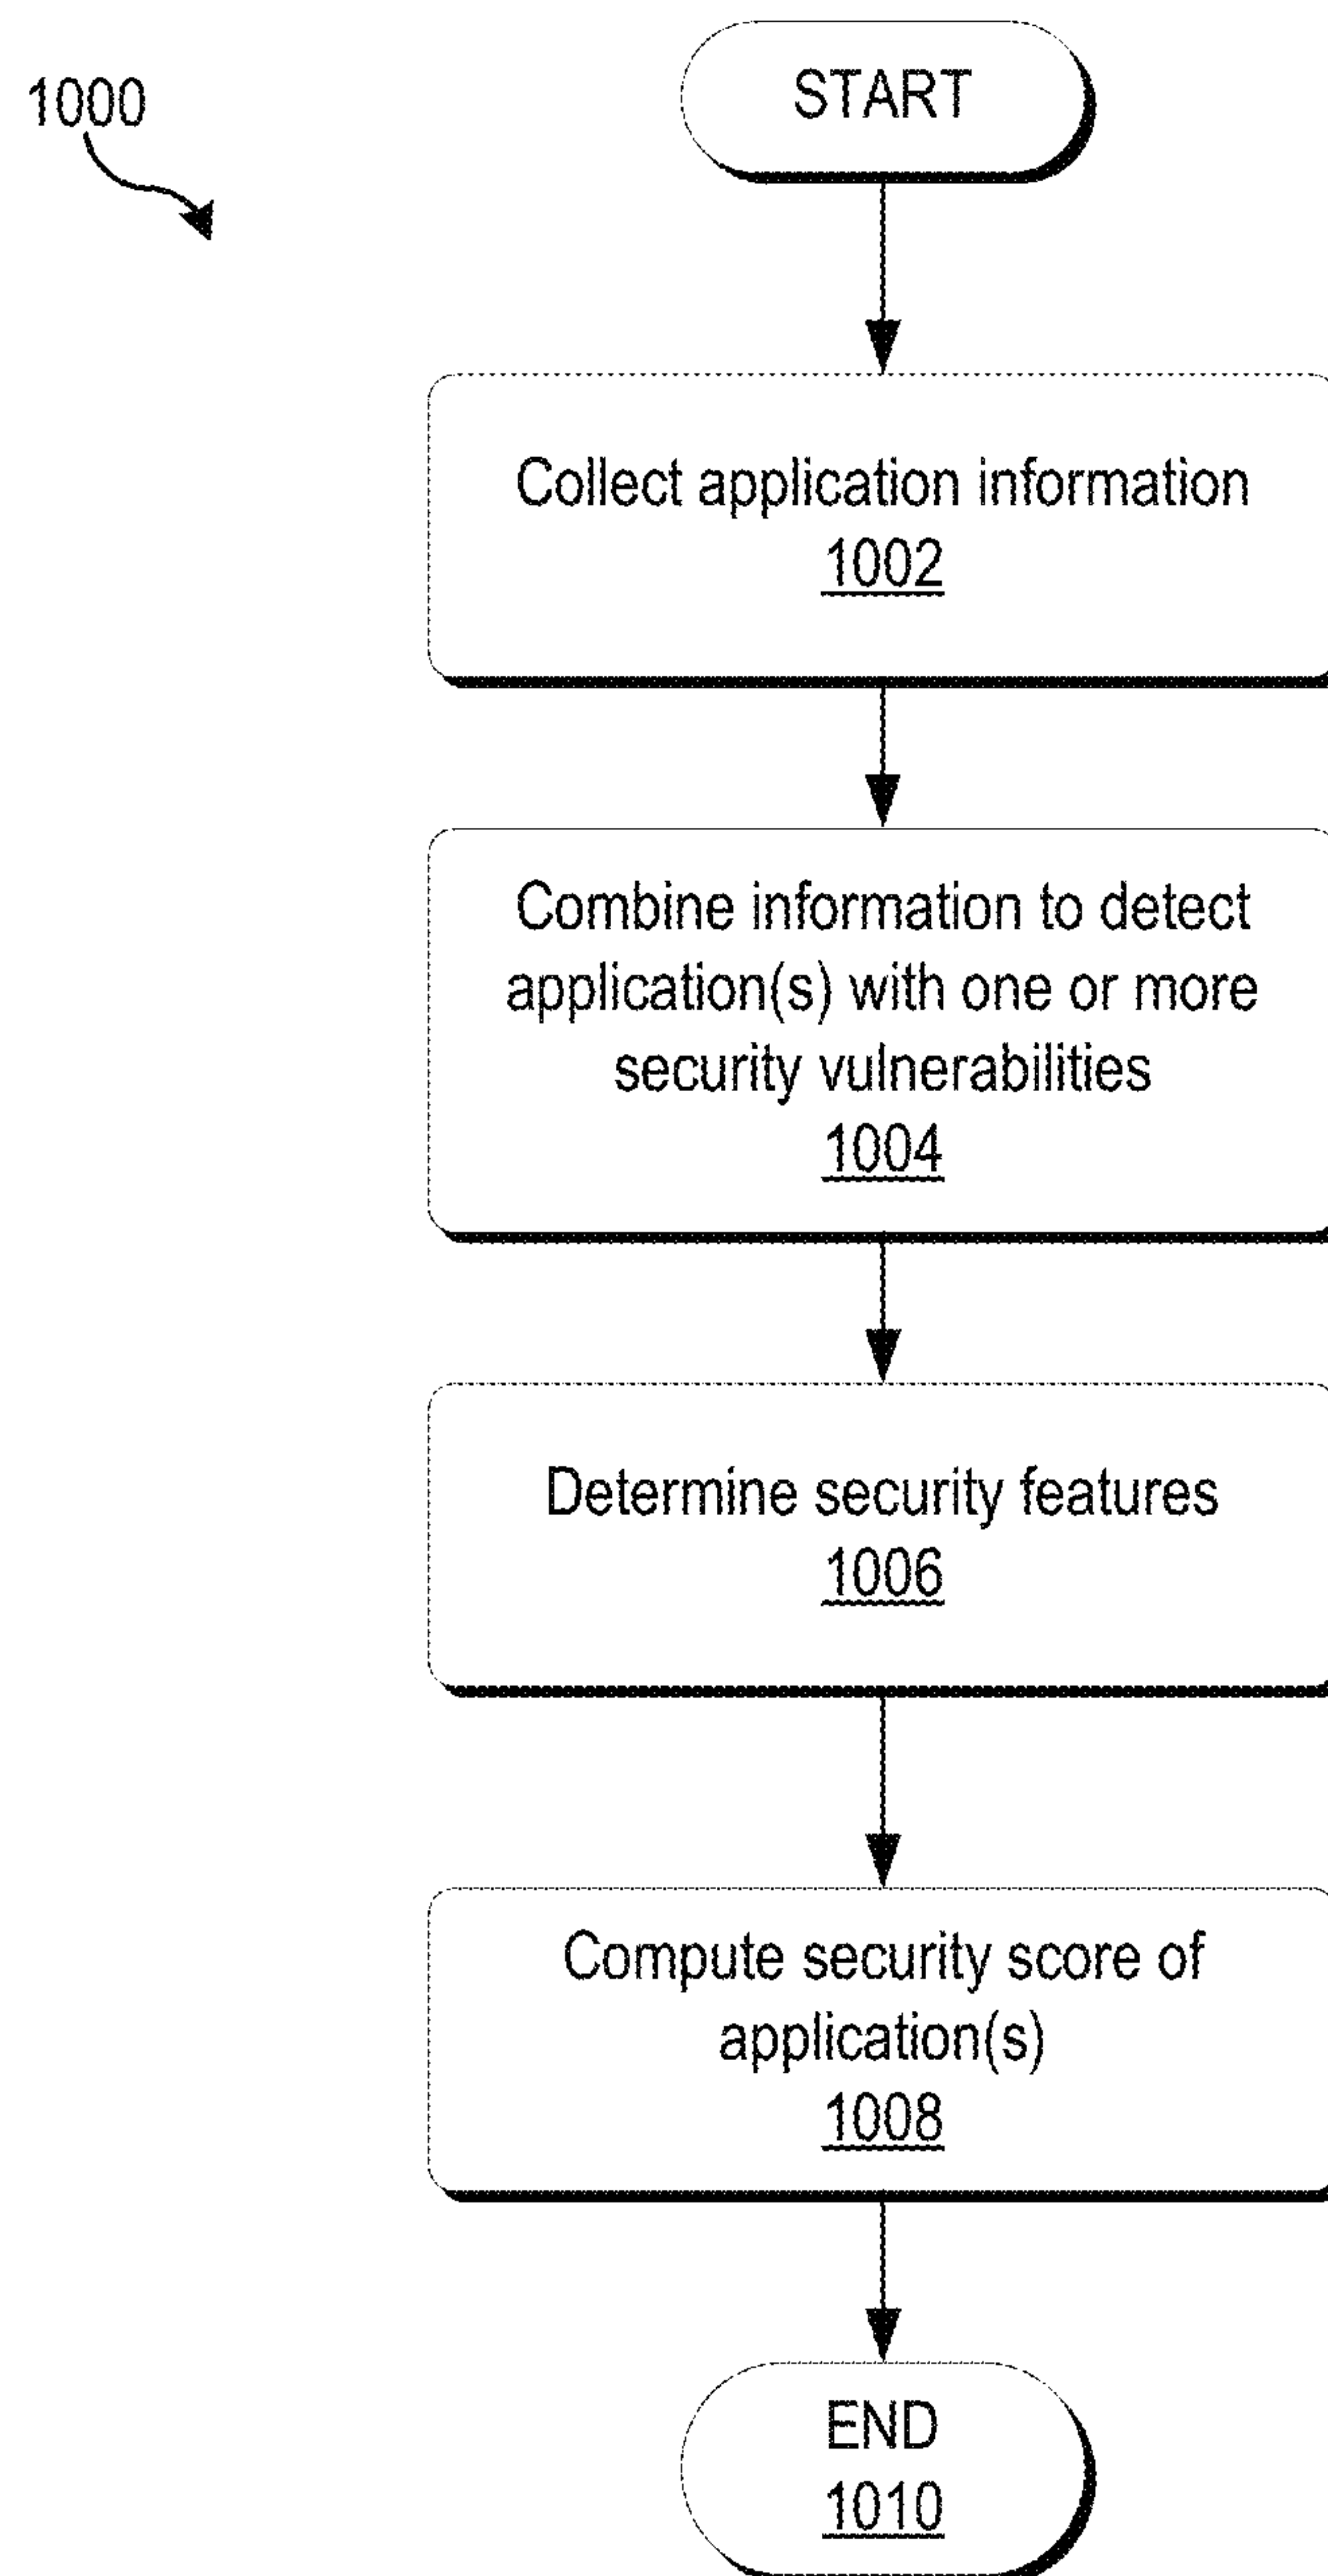 1000
START
Collect application information
1002
Combine information to detect
application(s) with one or more
security vulnerabilities
1004
Determine security features
1006
Compute security score of
application(s)
1008
END
1010